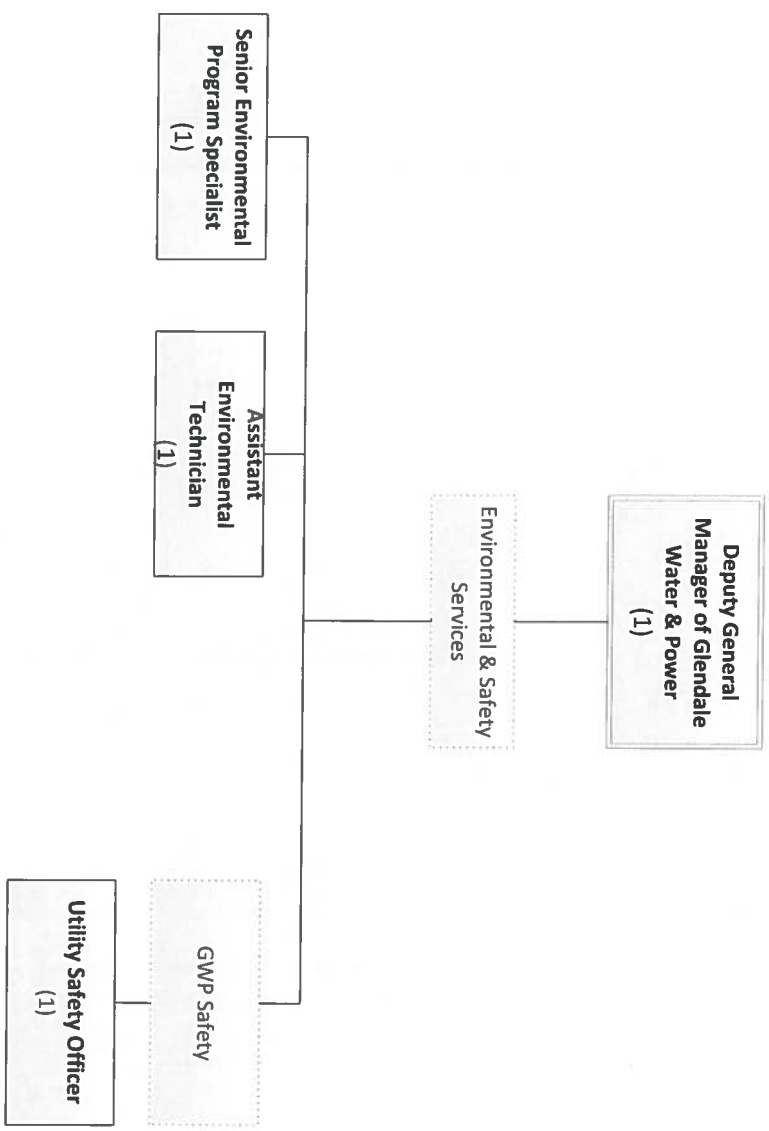 Deputy General
Manager of Glendale
Water & Power
(1)
Environmental & Safety
Services
Senior Environmental
Program Specialist
(1)
Assistant
Environmental
Technician
(1)
GWP Safety
Utility Safety Officer
(1)